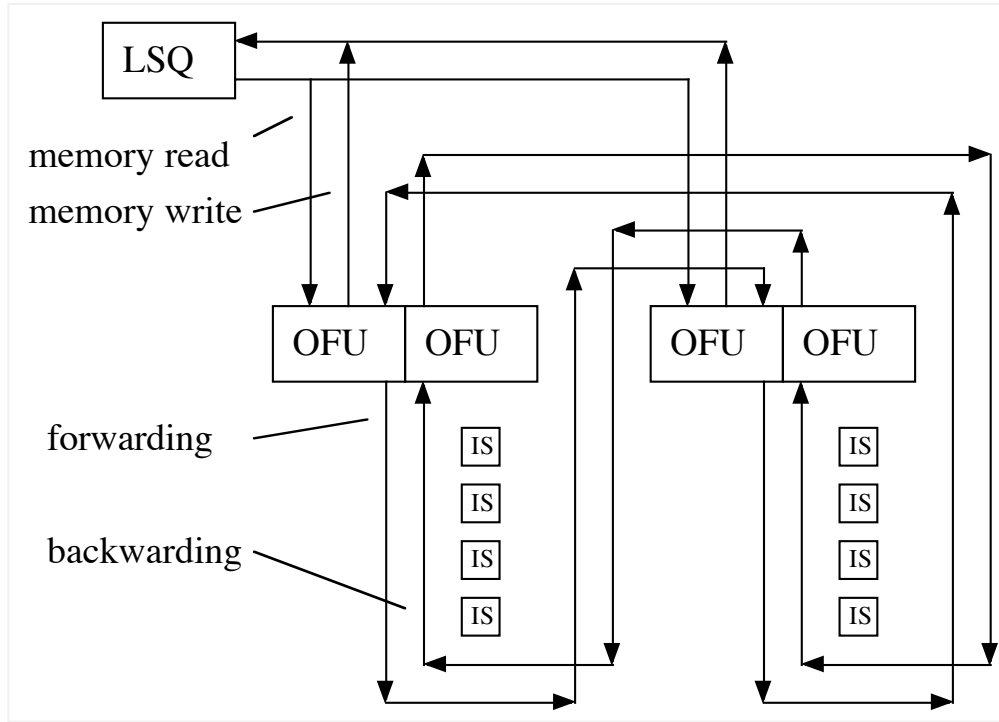 LSQ
memory read
memory write
OFU OFU OFU OFU
forwarding
IS IS
IS IS
backwarding
IS IS
IS IS